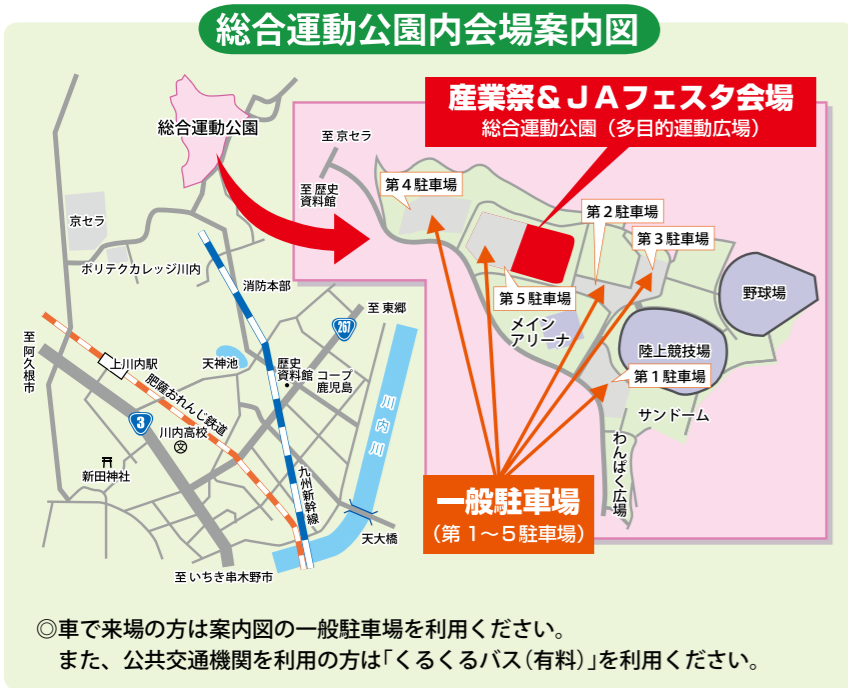 総合運動公園内会場案内図
産業祭&JAフェスタ会場
総合運動公園（多目的運動広場）
総合運動公園
至 京セラ
至 歴史
資料館
第4駐車場
第2駐車場
第3駐車場
第5駐車場
野球場
メイン
アリーナ
陸上競技場
第1駐車場
サンドーム
わんぱく広場
一般駐車場
（第1〜5駐車場）
京セラ
ポリテクカレッジ川内
消防本部
至 東郷
267
至 阿久根市
上川内駅
天神池
歴史
資料館
コープ
鹿児島
肥薩おれんじ鉄道
川内川
3
川内高校
新田神社
九州新幹線
天大橋
至 いちき串木野市
◎車で来場の方は案内図の一般駐車場を利用ください。
また、公共交通機関を利用の方は「くるくるバス（有料）」を利用ください。